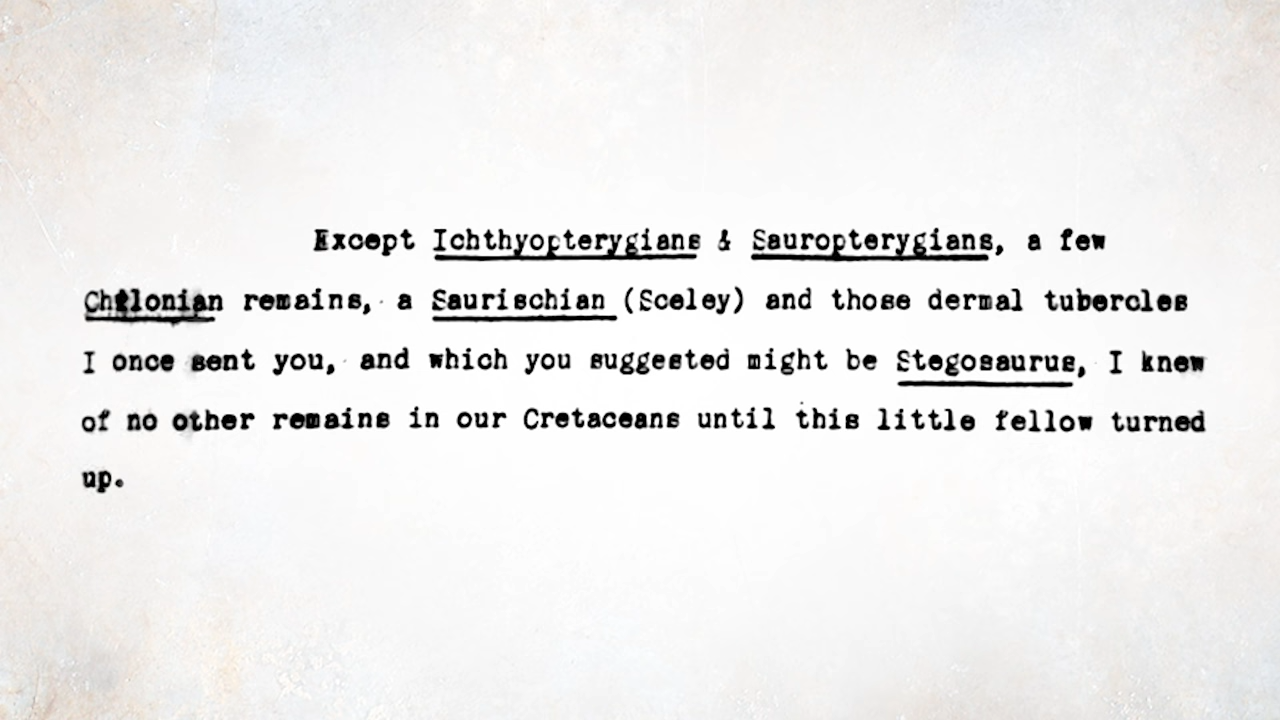 Except Ichthyopterygians & Sauropterygians, a few
Chelonian remains, a Saurischian (Sceley) and those dermal tubercles
I once sent you, and which you suggested might be Stegosaurus, I knew
of no other remains in our Cretaceans until this little fellow turned
up.